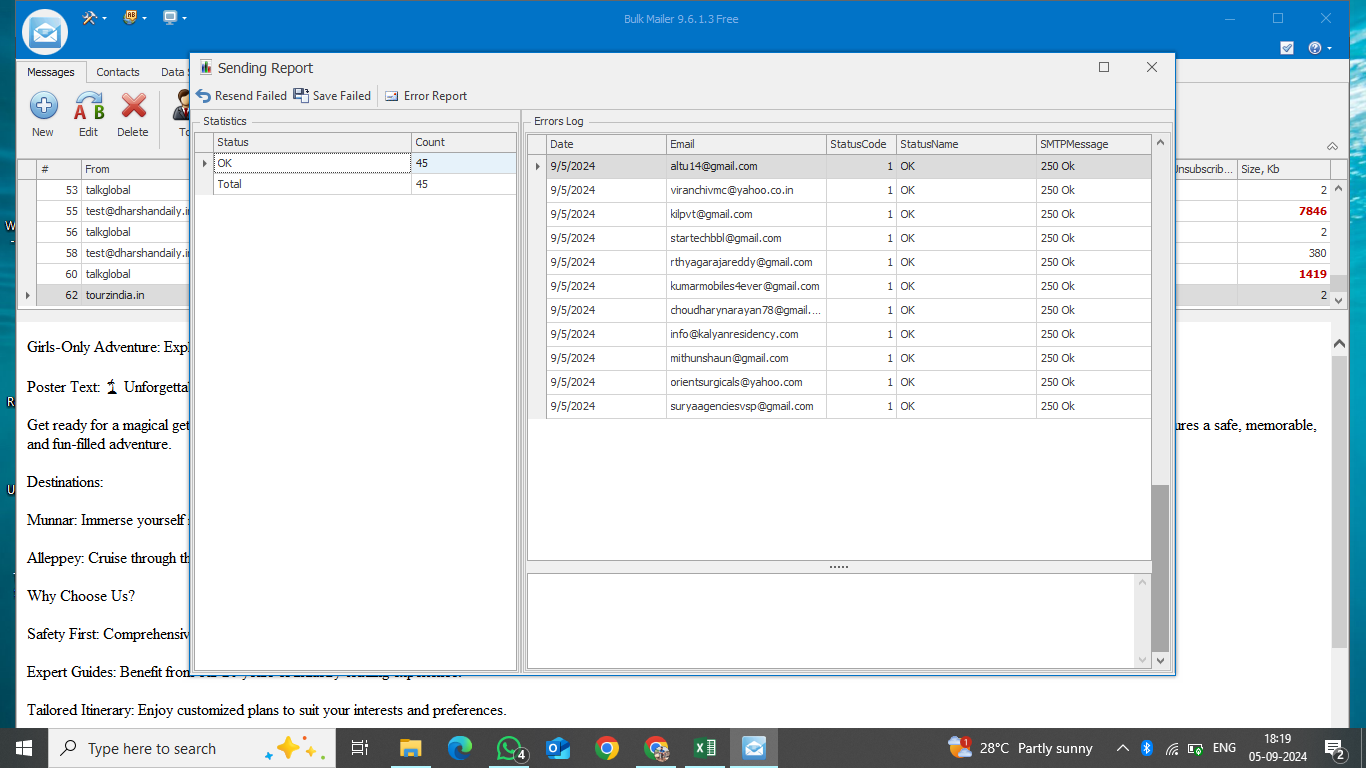 Bulk Mailer 9.6.1.3 Free
Messages Contacts Data
New Edit Delete
# From
53 talkglobal
55 test@dharshandaily.in
56 talkglobal
58 test@dharshandaily.in
60 talkglobal
62 tourzindia.in
Size, Kb
2
7846
2
380
1419
2
Sending Report
Resend Failed Save Failed Error Report
Statistics
Status Count
OK 45
Total 45
Errors Log
Date Email StatusCode StatusName SMTPMessage
9/5/2024 altu14@gmail.com 1 OK 250 Ok
9/5/2024 viranchivmc@yahoo.co.in 1 OK 250 Ok
9/5/2024 kilpvt@gmail.com 1 OK 250 Ok
9/5/2024 startechbbl@gmail.com 1 OK 250 Ok
9/5/2024 rthyagarajareddy@gmail.com 1 OK 250 Ok
9/5/2024 kumarmobiles4ever@gmail.com 1 OK 250 Ok
9/5/2024 choudharynarayan78@gmail.... 1 OK 250 Ok
9/5/2024 info@kalyanresidency.com 1 OK 250 Ok
9/5/2024 mithunshaun@gmail.com 1 OK 250 Ok
9/5/2024 orientsurgicals@yahoo.com 1 OK 250 Ok
9/5/2024 suryaagenciesvsp@gmail.com 1 OK 250 Ok
Girls-Only Adventure:
Poster Text:
Get ready for a magical get
a safe, memorable,
and fun-filled adventure.
Destinations:
Munnar: Immerse yourself
Alleppey: Cruise through
Why Choose Us?
Safety First:
Expert Guides: Benefit from
Tailored Itinerary: Enjoy customized plans to suit your interests and preferences.
Type here to search
4
28°C Partly sunny
ENG
18:19
05-09-2024
2